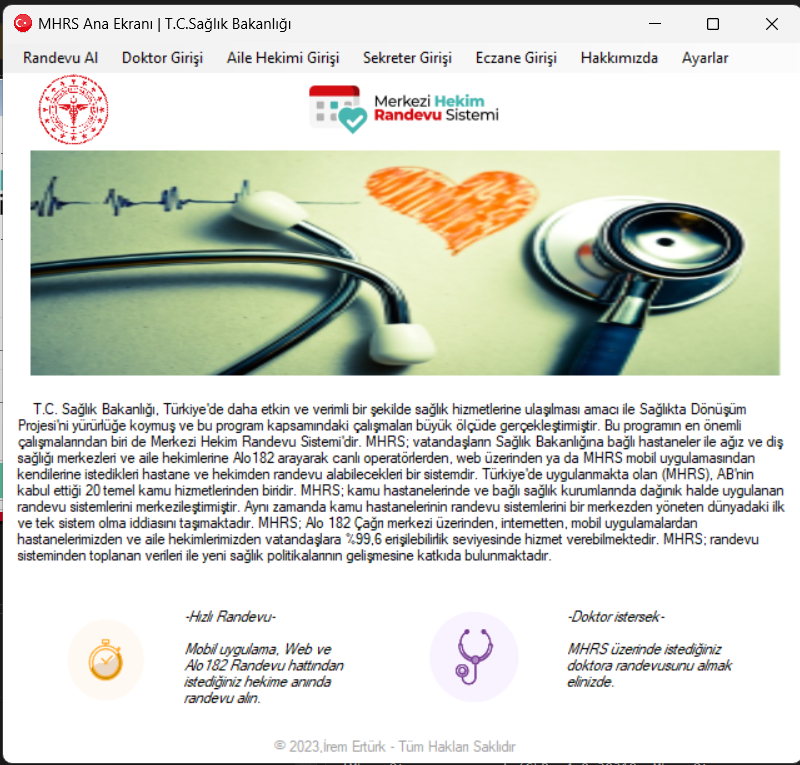 MHRS Ana Ekranı | T.C.Sağlık Bakanlığı
Randevu Al Doktor Girişi Aile Hekimi Girişi Sekreter Girişi Eczane Girişi Hakkımızda Ayarlar
Merkezi Hekim
Randevu Sistemi
T.C. Sağlık Bakanlığı, Türkiye'de daha etkin ve verimli bir şekilde sağlık hizmetlerine ulaşılması amacı ile Sağlıkta Dönüşüm
Projesi'ni yürürlüğe koymuş ve bu program kapsamındaki çalışmaları büyük ölçüde gerçekleştirmiştir. Bu programın en önemli
çalışmalarından biri de Merkezi Hekim Randevu Sistemi'dir. MHRS; vatandaşların Sağlık Bakanlığına bağlı hastaneler ile ağız ve diş
sağlığı merkezleri ve aile hekimlerine Alo182 arayarak canlı operatörlerden, web üzerinden ya da MHRS mobil uygulamasından
kendilerine istedikleri hastane ve hekimden randevu alabilecekleri bir sistemdir. Türkiye'de uygulanmakta olan (MHRS), AB'nin
kabul ettiği 20 temel kamu hizmetlerinden biridir. MHRS; kamu hastanelerinde ve bağlı sağlık kurumlarında dağınık halde uygulanan
randevu sistemlerini merkezileştirmiştir. Aynı zamanda kamu hastanelerinin randevu sistemlerini bir merkezden yöneten dünyadaki ilk
ve tek sistem olma iddiasını taşımaktadır. MHRS; Alo 182 Çağrı merkezi üzerinden, internetten, mobil uygulamalardan
hastanelerimizden ve aile hekimlerimizden vatandaşlara %99,6 erişilebilirlik seviyesinde hizmet verebilmektedir. MHRS; randevu
sisteminden toplanan verileri ile yeni sağlık politikalarının gelişmesine katkıda bulunmaktadır.
-Hızlı Randevu-
Mobil uygulama, Web ve
Alo182 Randevu hattından
istediğiniz hekime anında
randevu alın.
-Doktor istersek-
MHRS üzerinde istediğiniz
doktora randevusunu almak
elinizde.
© 2023,İrem Ertürk - Tüm Hakları Saklıdır